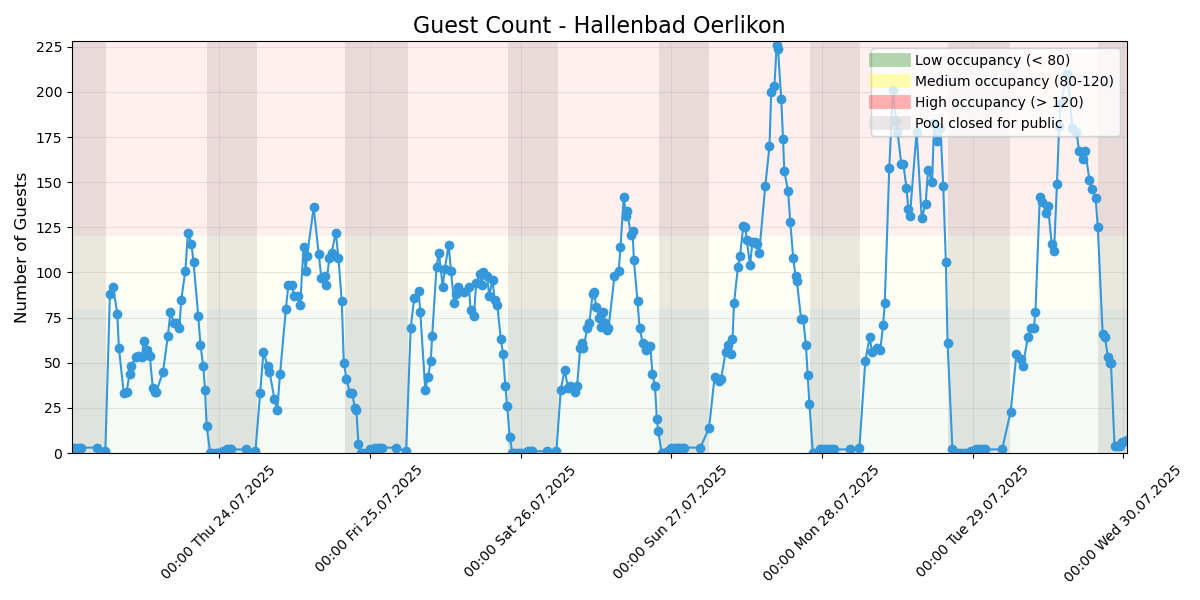 Guest Count - Hallenbad Oerlikon
Number of Guests
225
200
175
150
125
100
75
50
25
0
Low occupancy (< 80)
Medium occupancy (80-120)
High occupancy (> 120)
Pool closed for public
00:00 Thu 24.07.2025
00:00 Fri 25.07.2025
00:00 Sat 26.07.2025
00:00 Sun 27.07.2025
00:00 Mon 28.07.2025
00:00 Tue 29.07.2025
00:00 Wed 30.07.2025